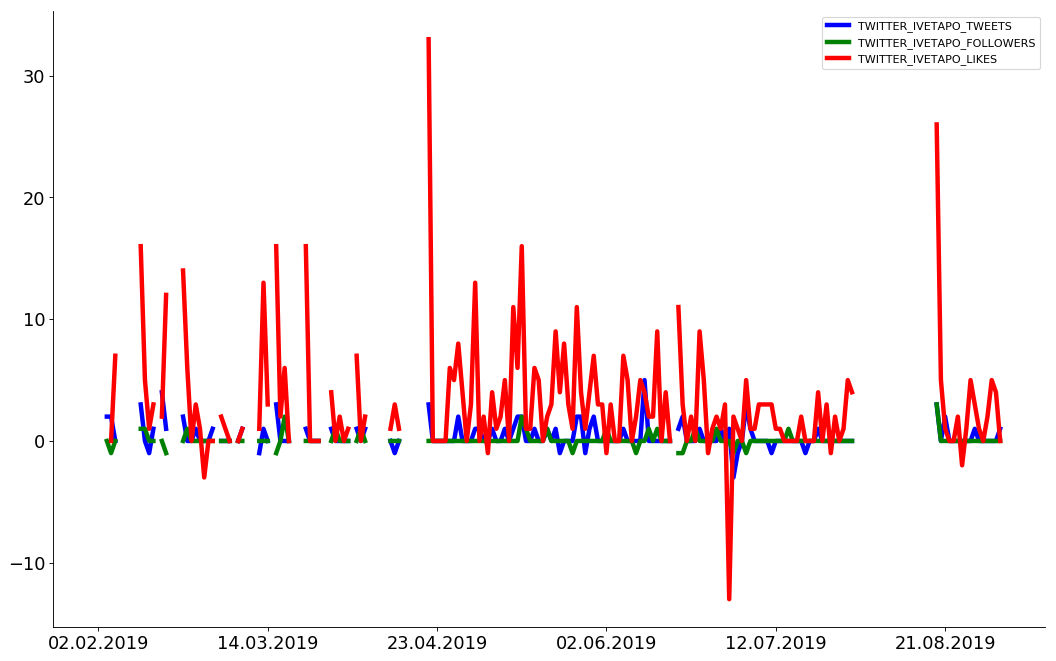 TWITTER_IVETAPO_TWEETS
TWITTER_IVETAPO_FOLLOWERS
TWITTER_IVETAPO_LIKES
30
20
10
0
−10
02.02.2019 14.03.2019 23.04.2019 02.06.2019 12.07.2019 21.08.2019